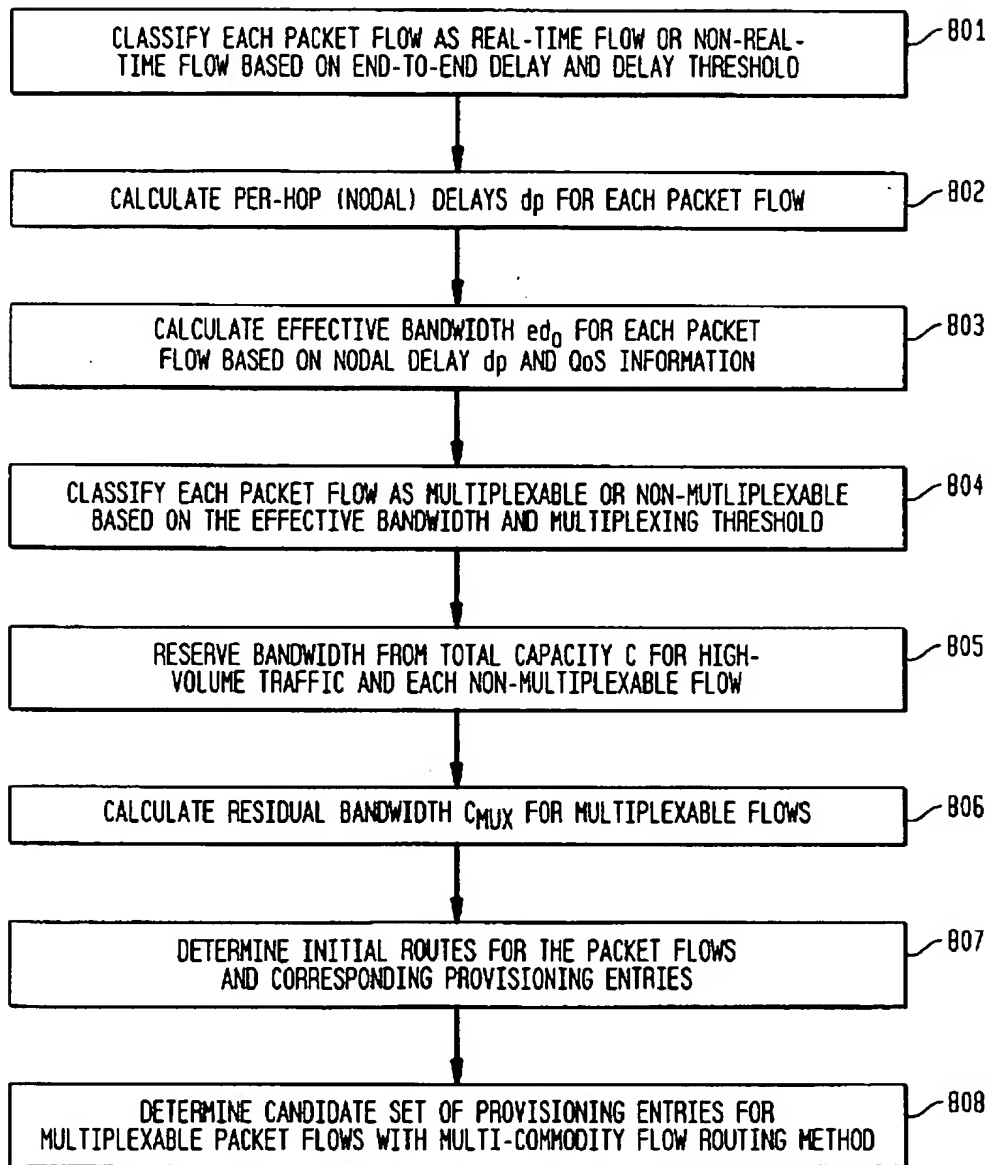 CLASSIFY EACH PACKET FLOW AS REAL-TIME FLOW OR NON-REAL-
TIME FLOW BASED ON END-TO-END DELAY AND DELAY THRESHOLD
801
CALCULATE PER-HOP (NODAL) DELAYS dp FOR EACH PACKET FLOW
802
CALCULATE EFFECTIVE BANDWIDTH ed0 FOR EACH PACKET
FLOW BASED ON NODAL DELAY dp AND QoS INFORMATION
803
CLASSIFY EACH PACKET FLOW AS MULTIPLEXABLE OR NON-MUTLIPLEXABLE
BASED ON THE EFFECTIVE BANDWIDTH AND MULTIPLEXING THRESHOLD
804
RESERVE BANDWIDTH FROM TOTAL CAPACITY C FOR HIGH-
VOLUME TRAFFIC AND EACH NON-MULTIPLEXABLE FLOW
805
CALCULATE RESIDUAL BANDWIDTH CMUX FOR MULTIPLEXABLE FLOWS
806
DETERMINE INITIAL ROUTES FOR THE PACKET FLOWS
AND CORRESPONDING PROVISIONING ENTRIES
807
DETERMINE CANDIDATE SET OF PROVISIONING ENTRIES FOR
MULTIPLEXABLE PACKET FLOWS WITH MULTI-COMMODITY FLOW ROUTING METHOD
808